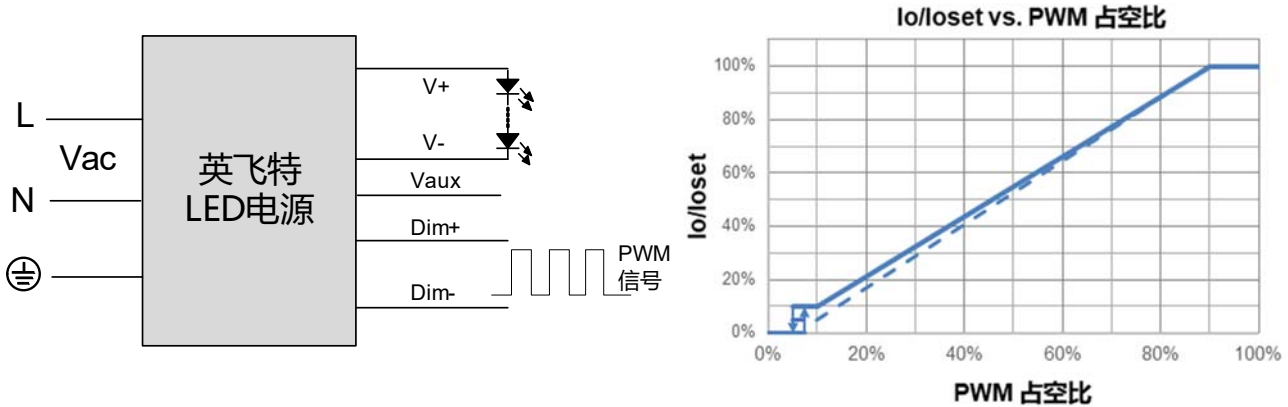 L
Vac
N
英飞特
LED电源
V+
V-
Vaux
Dim+
Dim-
PWM
信号
Io/Ioset vs. PWM 占空比
Io/Ioset
100%
80%
60%
40%
20%
0%
0% 20% 40% 60% 80% 100%
PWM 占空比